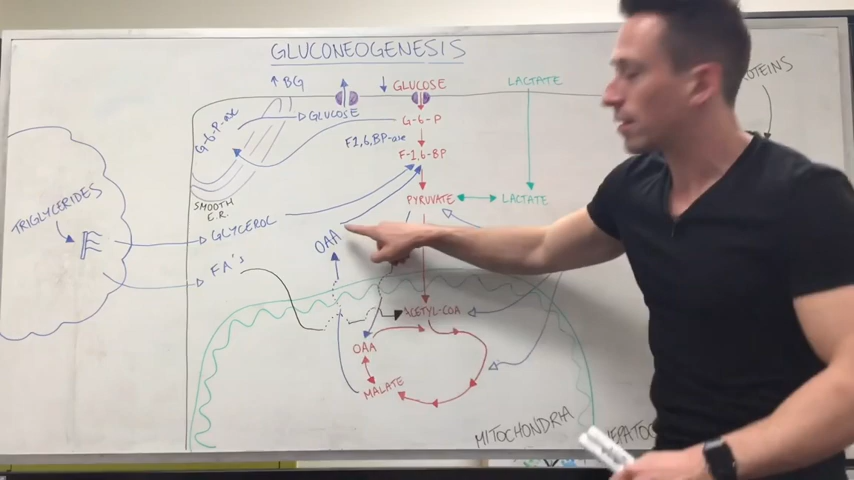 GLUCONEOGENESIS
↑ BG
↓ GLUCOSE
LACTATE
GLUCOSE
G-6-P-ase
G-6-P
F1,6,BP-ase
F-1,6-BP
TRIGLYCERIDES
SMOOTH
E.R.
PYRUVATE
LACTATE
GLYCEROL
OAA
FA's
ACETYL-COA
OAA
MALATE
MITOCHONDRIA